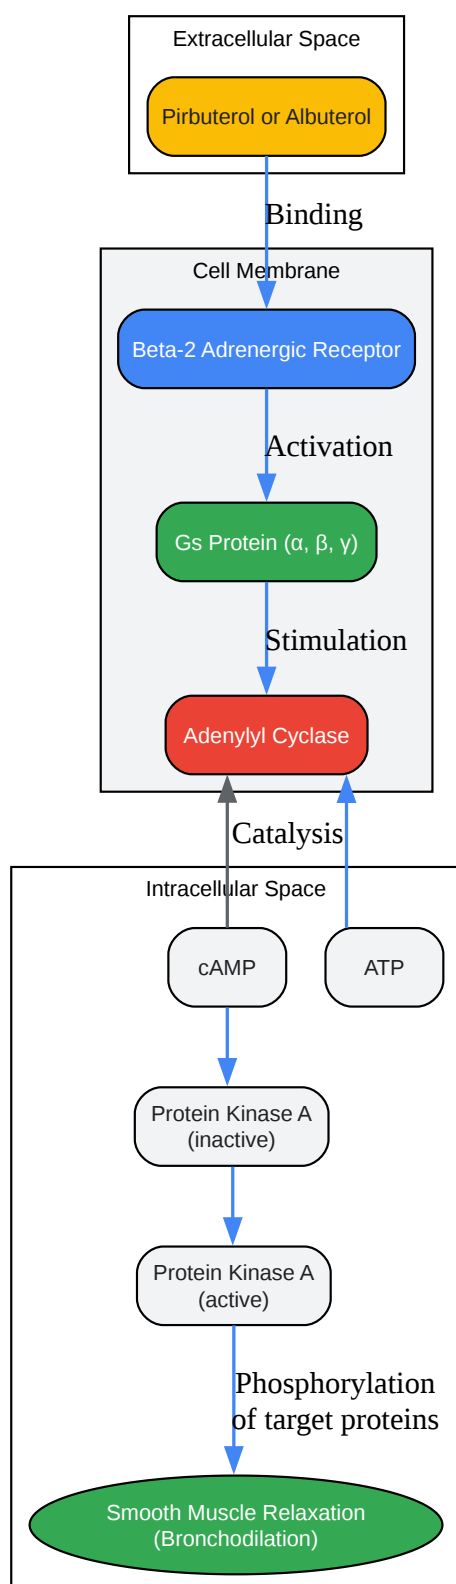 Extracellular Space
Pirbuterol or Albuterol
Binding
Cell Membrane
Beta-2 Adrenergic Receptor
Activation
Gs Protein (α, β, γ)
Stimulation
Adenylyl Cyclase
Catalysis
Intracellular Space
cAMP
ATP
Protein Kinase A
(inactive)
Protein Kinase A
(active)
Phosphorylation
of target proteins
Smooth Muscle Relaxation
(Bronchodilation)